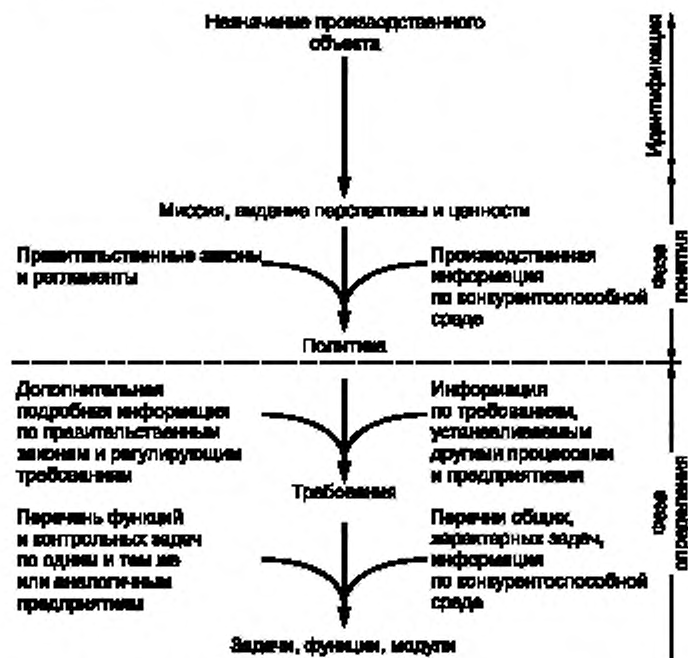 Назначение производственного
объекта
Идентификация
Миссия, видение перспективы и ценности
Правительственные законы
и регламенты
Производственная
информация
по конкурентоспособной
среде
Фаза
понятия
Политика
Дополнительная
подробная информация
по правительственным
законам и регулирующим
требованиям
Информация
по требованиям,
устанавливаемым
другими процессами
и предприятиями
Требования
Фаза
определения
Перечень функций
и контрольных задач
по одним и тем же
или аналогичным
предприятиям
Перечни общих,
характерных задач,
информация
по конкурентоспособной
среде
Задачи, функции, модули